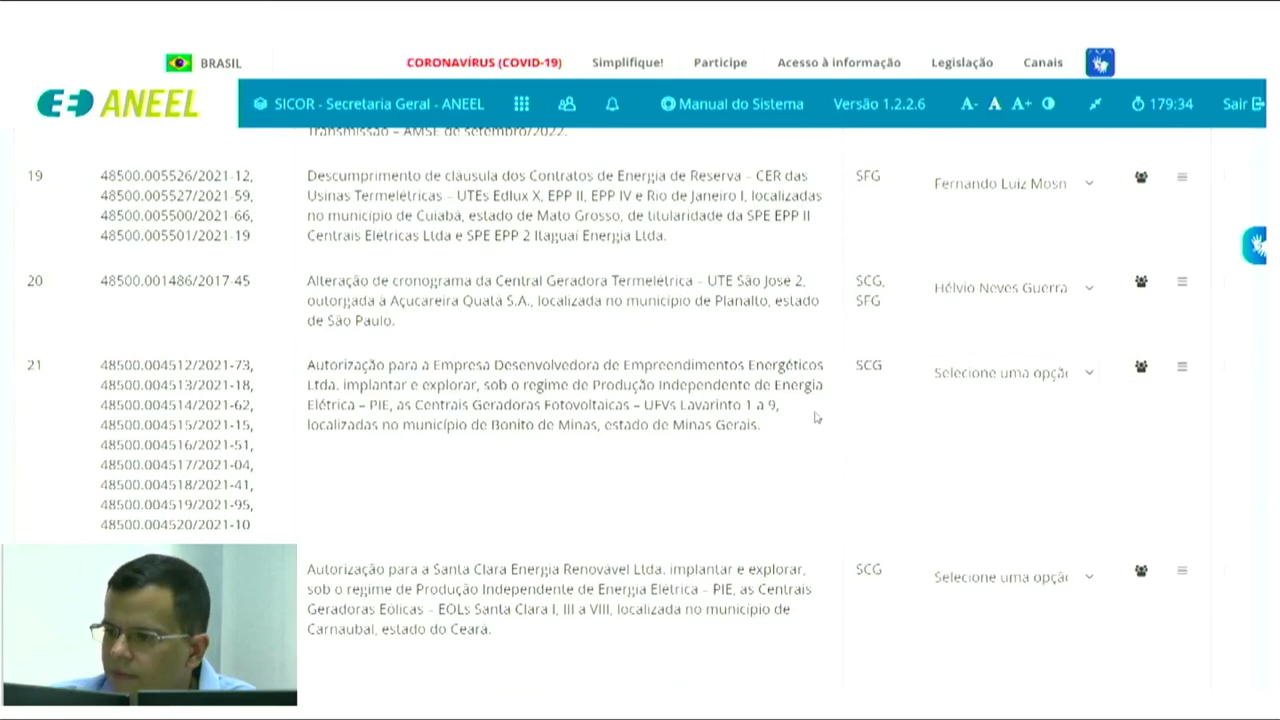 BRASIL
CORONAVÍRUS (COVID-19)
Simplifique!
Participe
Acesso à informação
Legislação
Canais
ANEEL
SICOR - Secretaria Geral - ANEEL
Manual do Sistema
Versão 1.2.2.6
A-
A
A+
179:34
Sair
Transmissão – AMSE de setembro/2022.
19
48500.005526/2021-12,
48500.005527/2021-59,
48500.005500/2021-66,
48500.005501/2021-19
Descumprimento de cláusula dos Contratos de Energia de Reserva – CER das
Usinas Termelétricas – UTEs Edlux X, EPP II, EPP IV e Rio de Janeiro I, localizadas
no município de Cuiabá, estado de Mato Grosso, de titularidade da SPE EPP II
Centrais Elétricas Ltda e SPE EPP 2 Itaguaí Energia Ltda.
SFG
Fernando Luiz Mosn
20
48500.001486/2017-45
Alteração de cronograma da Central Geradora Termelétrica – UTE São José 2,
outorgada à Açucareira Quatá S.A., localizada no município de Planalto, estado
de São Paulo.
SCG,
SFG
Hélvio Neves Guerra
21
48500.004512/2021-73,
48500.004513/2021-18,
48500.004514/2021-62,
48500.004515/2021-15,
48500.004516/2021-51,
48500.004517/2021-04,
48500.004518/2021-41,
48500.004519/2021-95,
48500.004520/2021-10
Autorização para a Empresa Desenvolvedora de Empreendimentos Energéticos
Ltda. implantar e explorar, sob o regime de Produção Independente de Energia
Elétrica – PIE, as Centrais Geradoras Fotovoltaicas – UFVs Lavarinto 1 a 9,
localizadas no município de Bonito de Minas, estado de Minas Gerais.
SCG
Selecione uma opçã
Autorização para a Santa Clara Energia Renovável Ltda. implantar e explorar,
sob o regime de Produção Independente de Energia Elétrica – PIE, as Centrais
Geradoras Eólicas – EOLs Santa Clara I, III a VIII, localizada no município de
Carnaubal, estado do Ceará.
SCG
Selecione uma opçã